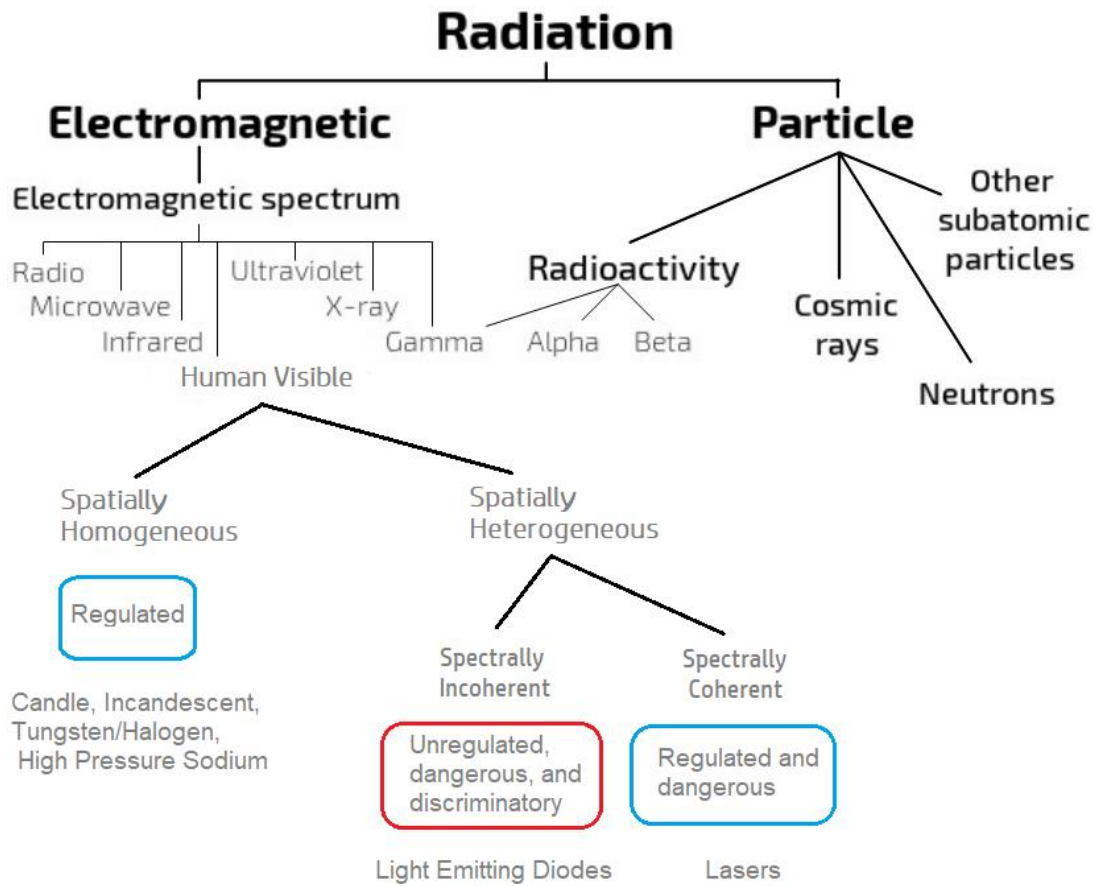 Radiation
Electromagnetic
Particle
Electromagnetic spectrum
Radio
Microwave
Infrared
Human Visible
Ultraviolet
X-ray
Gamma
Radioactivity
Alpha
Beta
Cosmic
rays
Neutrons
Other
subatomic
particles
Spatially
Homogeneous
Regulated
Candle, Incandescent,
Tungsten/Halogen,
High Pressure Sodium
Spatially
Heterogeneous
Spectrally
Incoherent
Unregulated,
dangerous, and
discriminatory
Light Emitting Diodes
Spectrally
Coherent
Regulated and
dangerous
Lasers